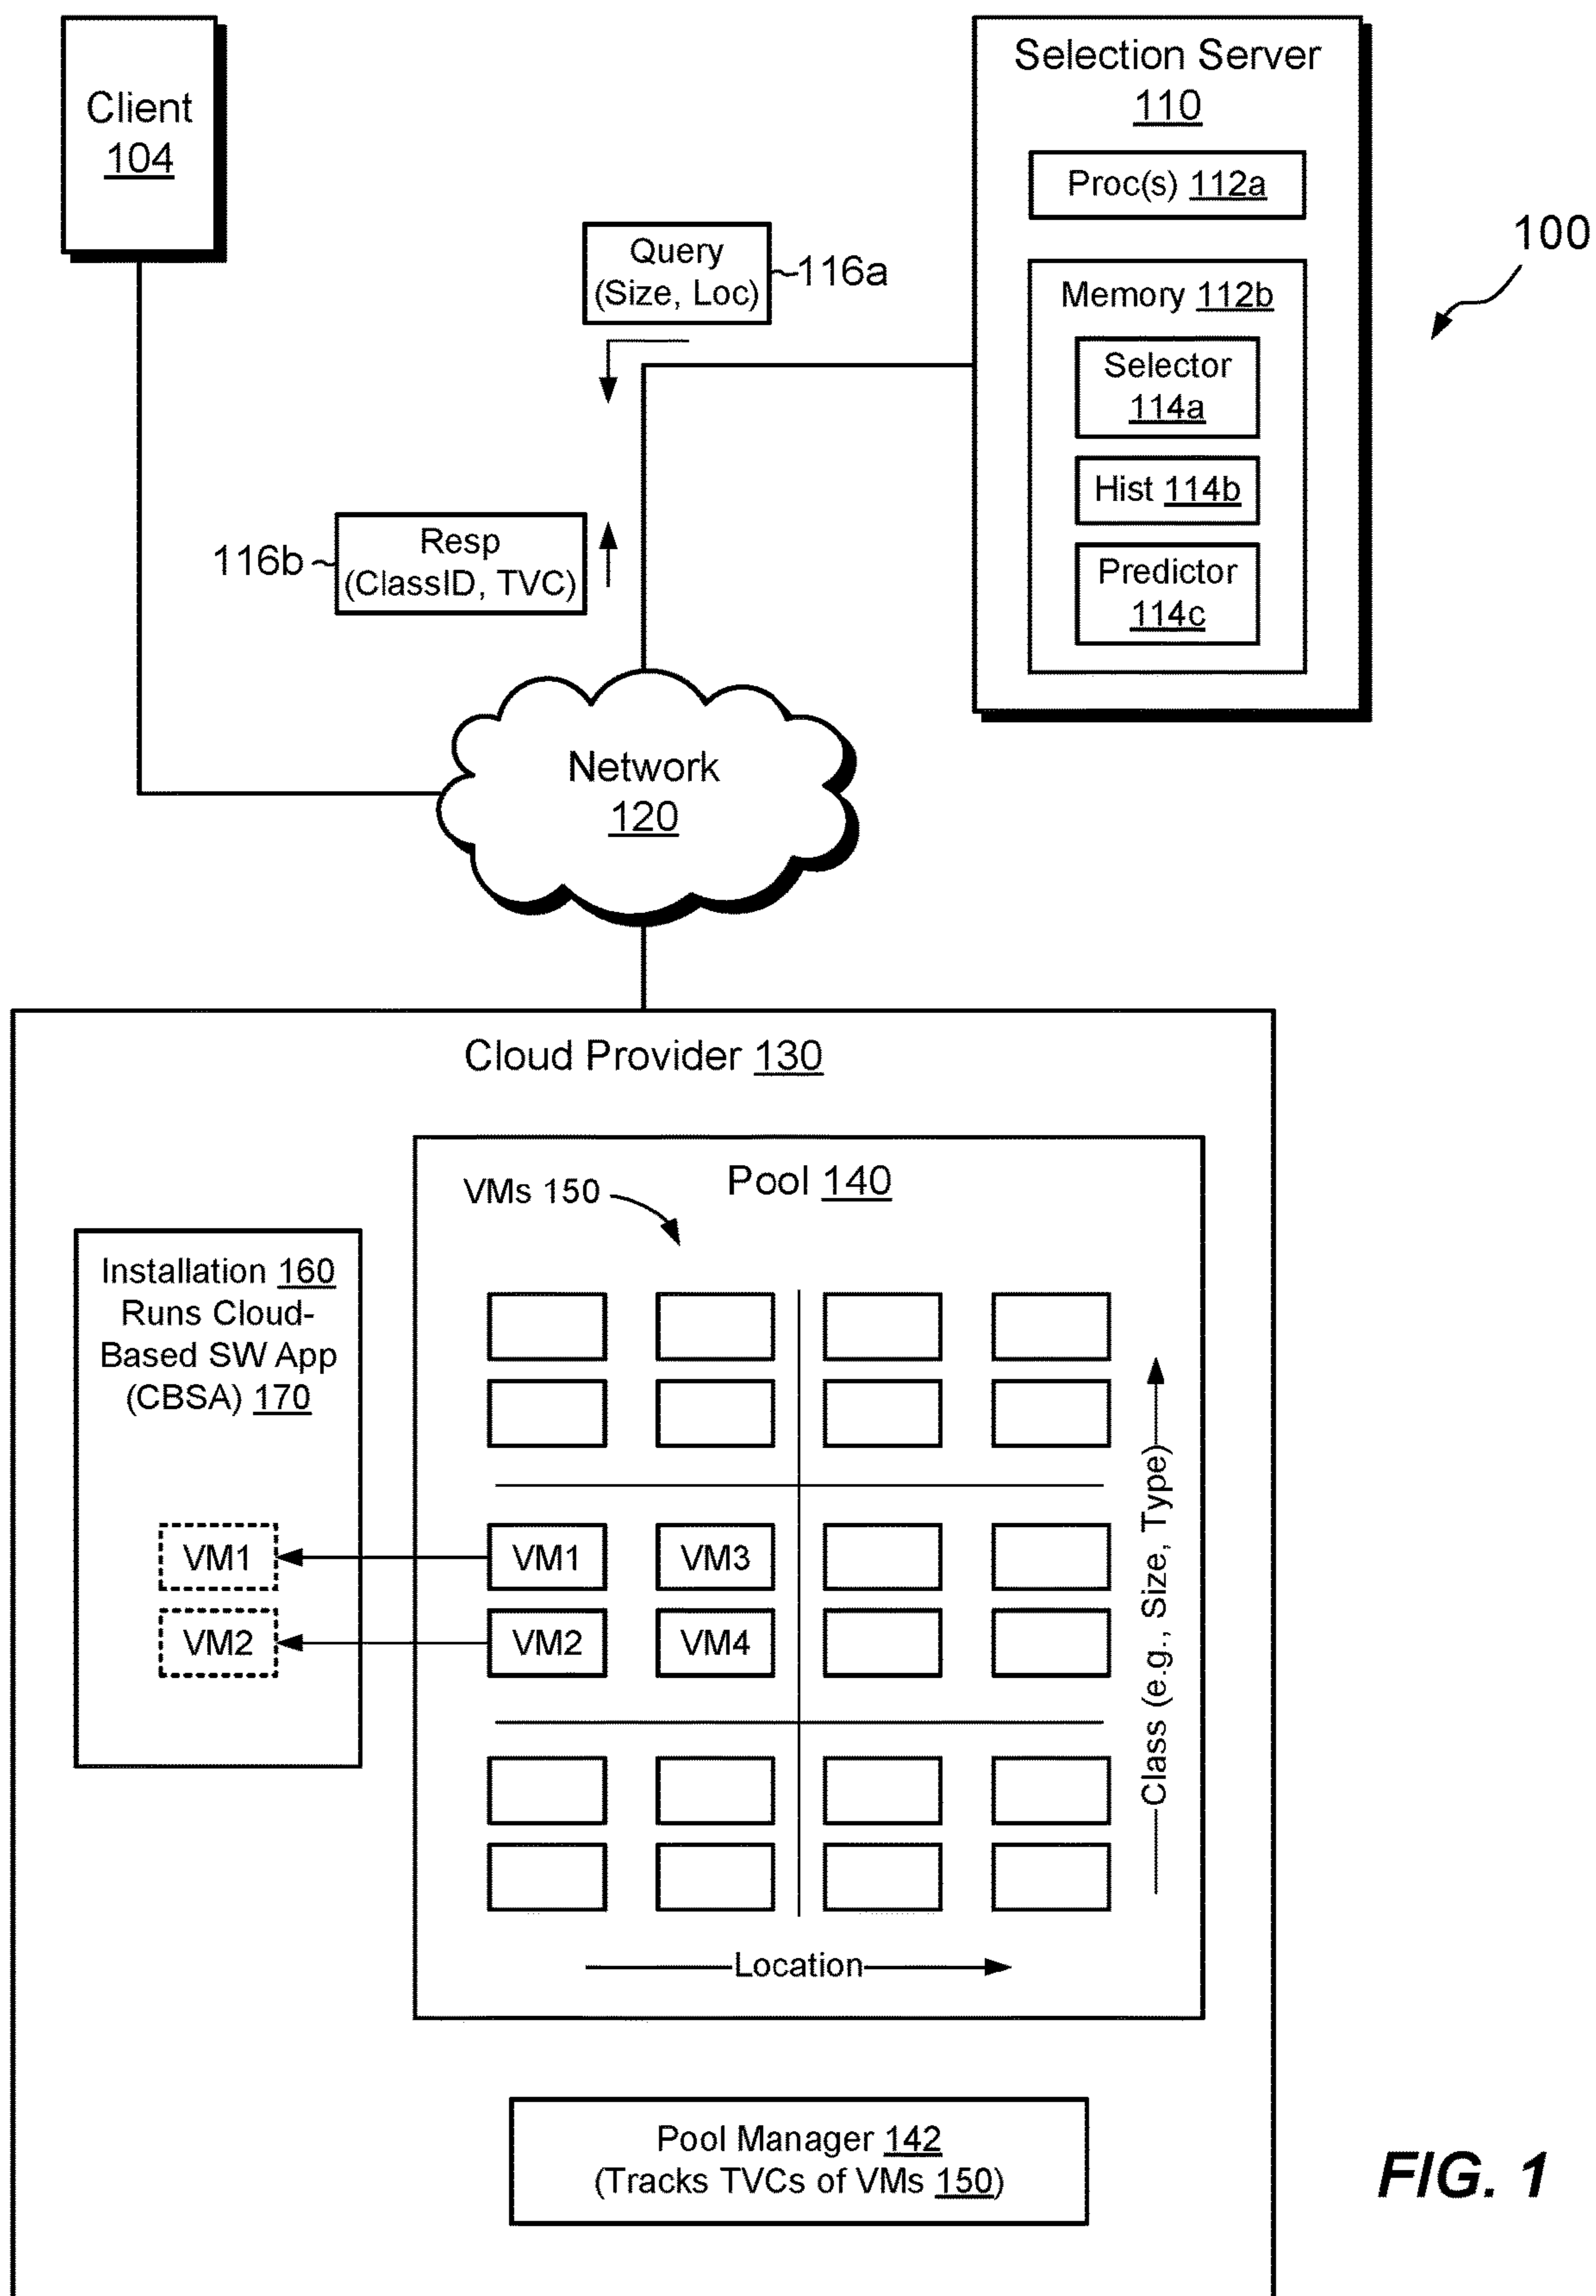 Client
104
Selection Server
110
Proc(s) 112a
Memory 112b
Selector
114a
Hist 114b
Predictor
114c
100
Query
(Size, Loc)
116a
Resp
(ClassID, TVC)
116b
Network
120
Cloud Provider 130
Pool 140
VMs 150
Installation 160
Runs Cloud-
Based SW App
(CBSA) 170
VM1
VM2
VM1
VM3
VM2
VM4
Class (e.g., Size, Type)
Location
Pool Manager 142
(Tracks TVCs of VMs 150)
FIG. 1